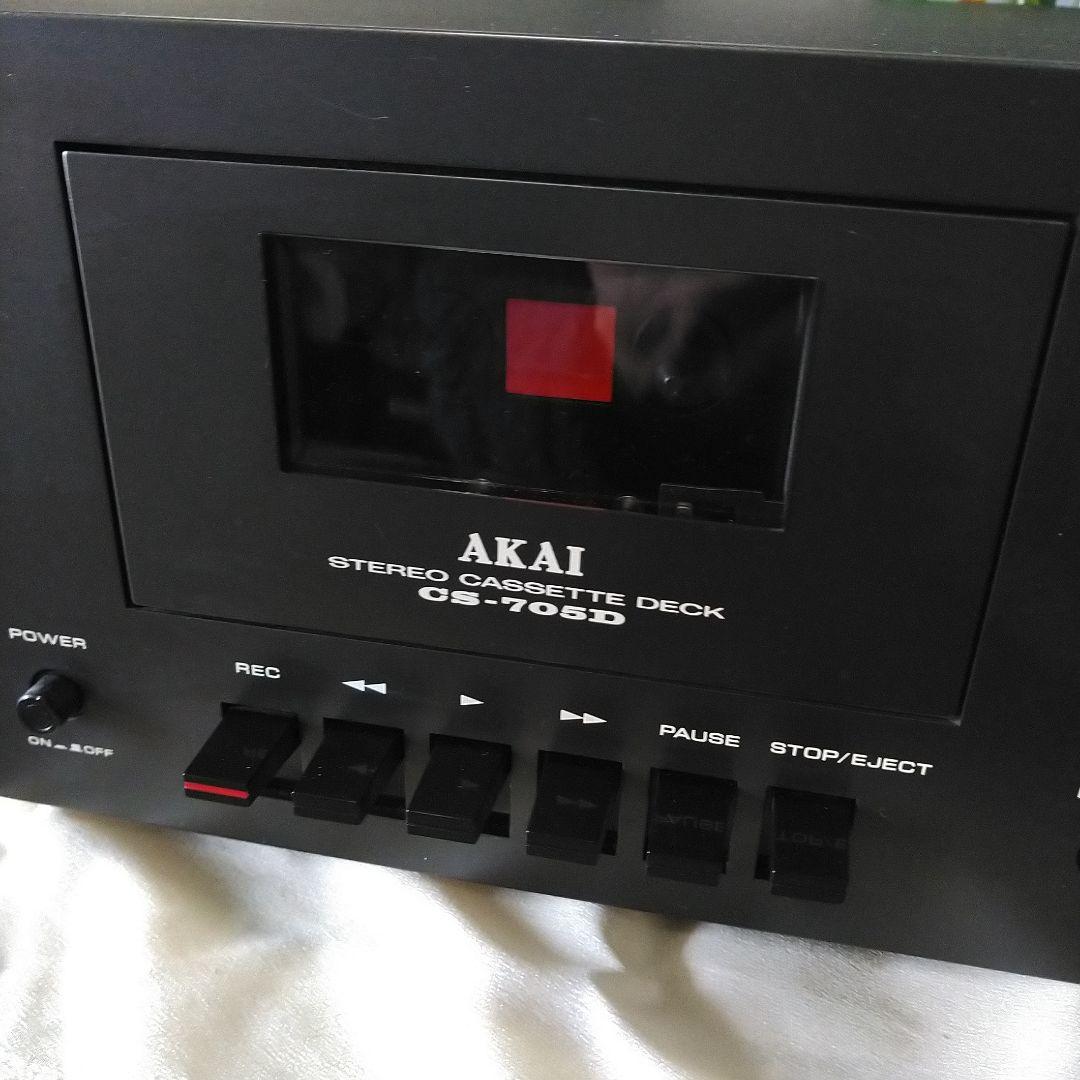 AKAI
STEREO CASSETTE DECK
CS-705D
POWER
ON OFF
REC
PAUSE
STOP/EJECT